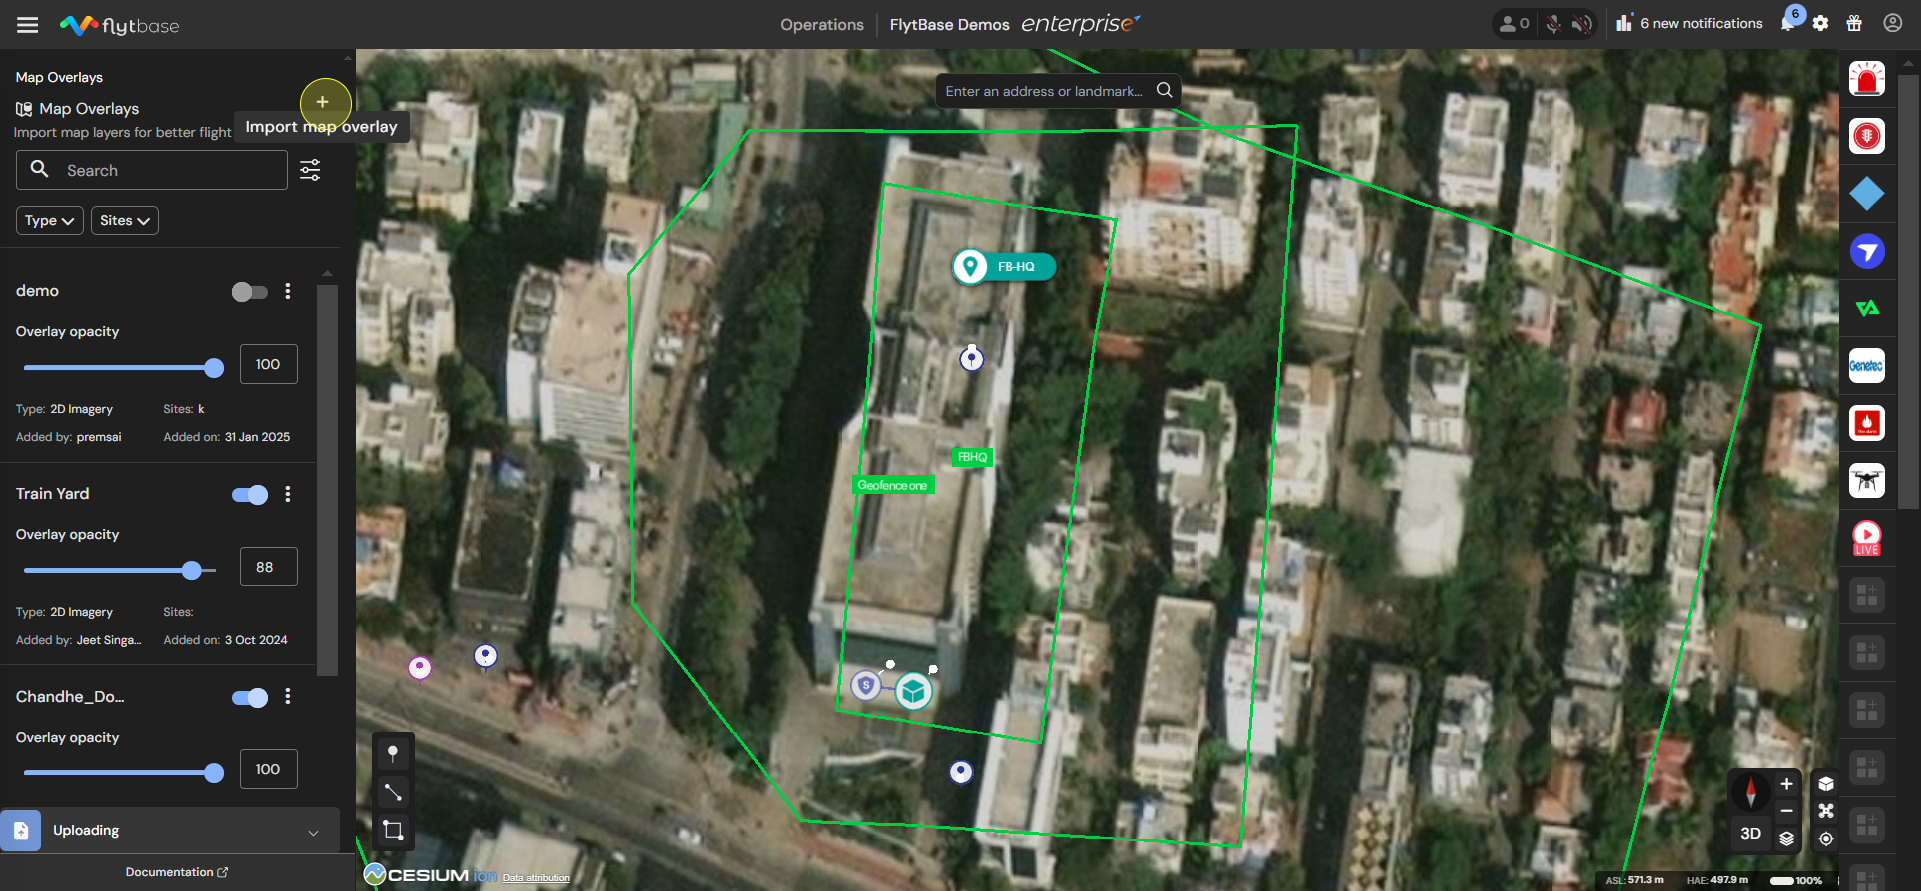 flytbase
Operations
FlytBase Demos enterprise
0
6 new notifications
6
Map Overlays
Map Overlays
Import map overlay
Import map layers for better flight
Search
Type
Sites
demo
Overlay opacity
100
Type: 2D Imagery
Sites: k
Added by: premsai
Added on: 31 Jan 2025
Train Yard
Overlay opacity
88
Type: 2D Imagery
Sites:
Added by: Jeet Singa...
Added on: 3 Oct 2024
Chandhe_Do...
Overlay opacity
100
Uploading
Documentation
Enter an address or landmark...
FB-HQ
FBHQ
Geofence one
S
CESIUM ion
Data attribution
Genetec
LIVE
3D
ASL: 571.3 m
HAE: 497.9 m
100%